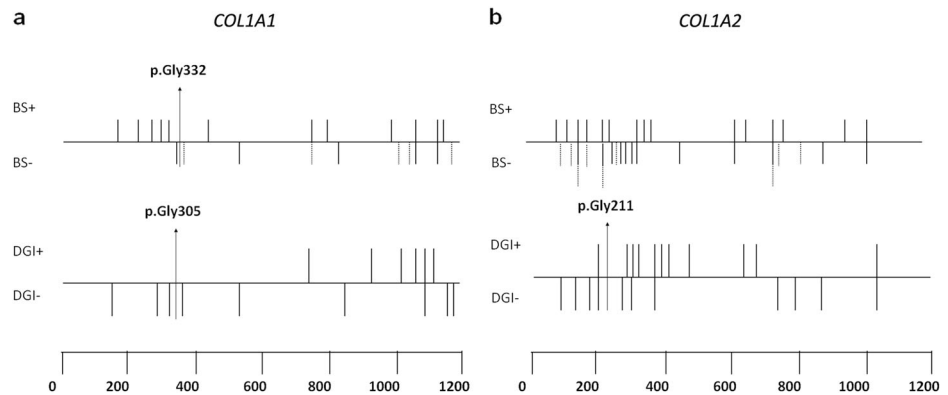 a COL1A1
p.Gly332
BS+
BS-
p.Gly305
DGI+
DGI-
0 200 400 600 800 1000 1200
b COL1A2
BS+
BS-
p.Gly211
DGI+
DGI-
0 200 400 600 800 1000 1200